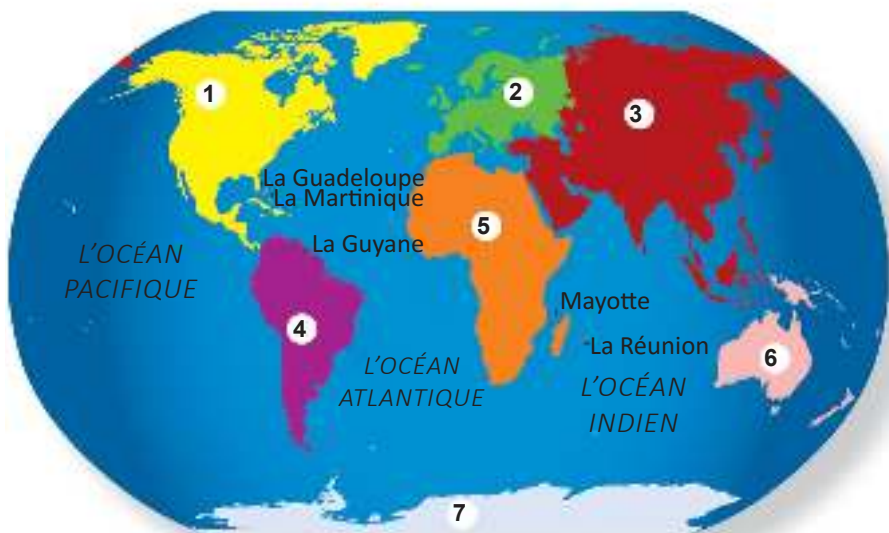 1
2
3
La Guadeloupe
La Martinique
5
La Guyane
L'OCÉAN
PACIFIQUE
4
Mayotte
La Réunion
6
L'OCÉAN
ATLANTIQUE
L'OCÉAN
INDIEN
7